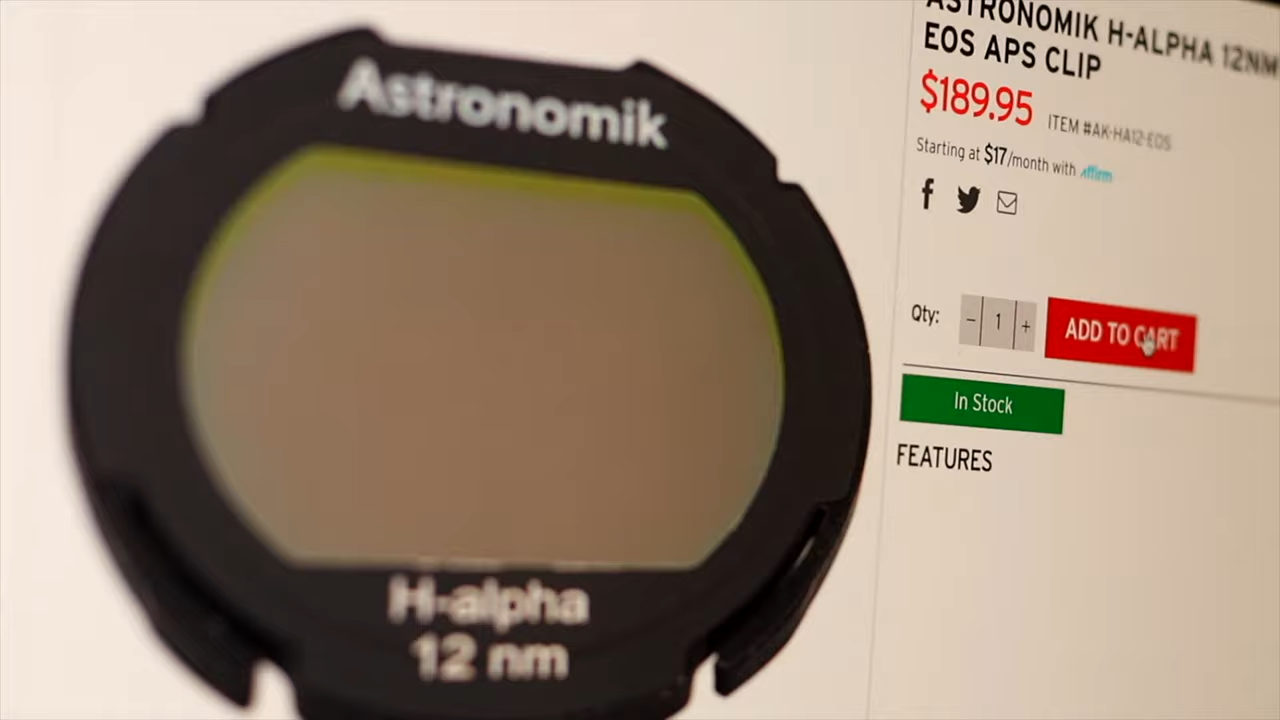 Astronomik
H-alpha
12 nm
ASTRONOMIK H-ALPHA 12NM
EOS APS CLIP
$189.95 ITEM #AK-HA12-EOS
Starting at $17/month with affirm
Qty: − 1 + ADD TO CART
In Stock
FEATURES